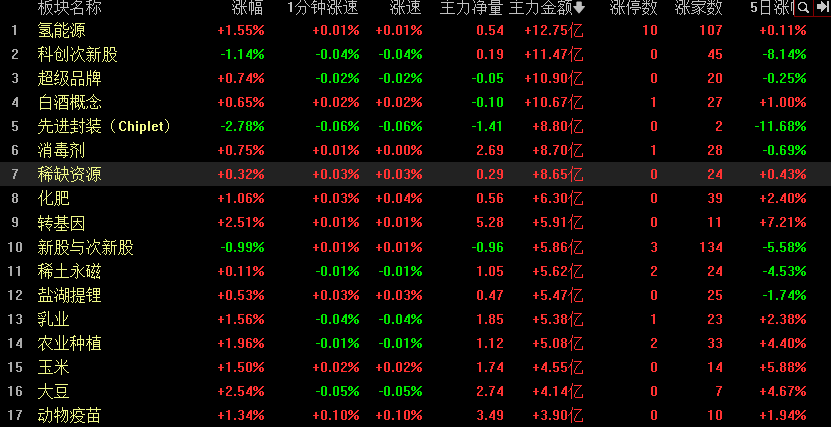 板块名称 涨幅 1分钟涨速 涨速 主力净量 主力金额 涨停数 涨家数 5日涨
1 氢能源 +1.55% +0.01% +0.01% 0.54 +12.75亿 10 107 +0.11%
2 科创次新股 -1.14% -0.04% -0.04% 0.19 +11.47亿 0 45 -8.14%
3 超级品牌 +0.74% -0.02% -0.02% -0.05 +10.90亿 0 20 -0.25%
4 白酒概念 +0.65% +0.02% +0.02% -0.10 +10.67亿 1 27 +1.00%
5 先进封装（Chiplet） -2.78% -0.06% -0.06% -1.41 +8.80亿 0 2 -11.68%
6 消毒剂 +0.75% +0.01% +0.00% 2.69 +8.70亿 1 28 -0.69%
7 稀缺资源 +0.32% +0.03% +0.03% 0.29 +8.65亿 0 24 +0.43%
8 化肥 +1.06% +0.03% +0.04% 0.56 +6.30亿 0 39 +2.40%
9 转基因 +2.51% +0.01% +0.01% 5.28 +5.91亿 0 11 +7.21%
10 新股与次新股 -0.99% +0.01% +0.01% -0.96 +5.86亿 3 134 -5.58%
11 稀土永磁 +0.11% -0.01% -0.01% 1.05 +5.62亿 2 24 -4.53%
12 盐湖提锂 +0.53% +0.03% +0.03% 0.47 +5.47亿 0 25 -1.74%
13 乳业 +1.56% -0.04% -0.04% 1.85 +5.38亿 1 23 +2.38%
14 农业种植 +1.96% -0.01% -0.01% 1.12 +5.08亿 2 33 +4.40%
15 玉米 +1.50% +0.02% +0.02% 1.74 +4.55亿 0 14 +5.88%
16 大豆 +2.54% -0.05% -0.05% 2.74 +4.14亿 0 7 +4.67%
17 动物疫苗 +1.34% +0.10% +0.10% 3.49 +3.90亿 0 10 +1.94%